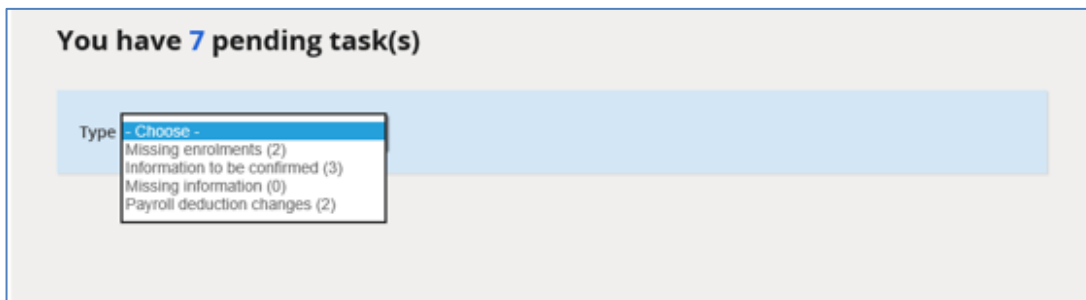 You have 7 pending task(s)
Type - Choose -
Missing enrolments (2)
Information to be confirmed (3)
Missing information (0)
Payroll deduction changes (2)